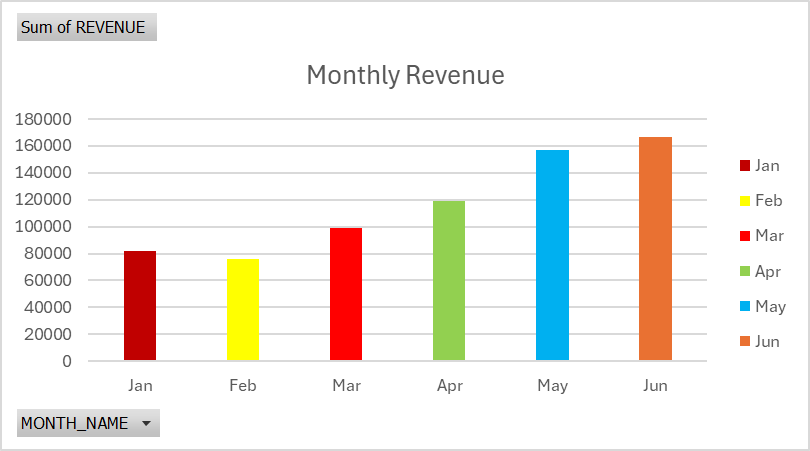 Sum of REVENUE
Monthly Revenue
180000
160000
140000
120000
100000
80000
60000
40000
20000
0
Jan Feb Mar Apr May Jun
Jan
Feb
Mar
Apr
May
Jun
MONTH_NAME